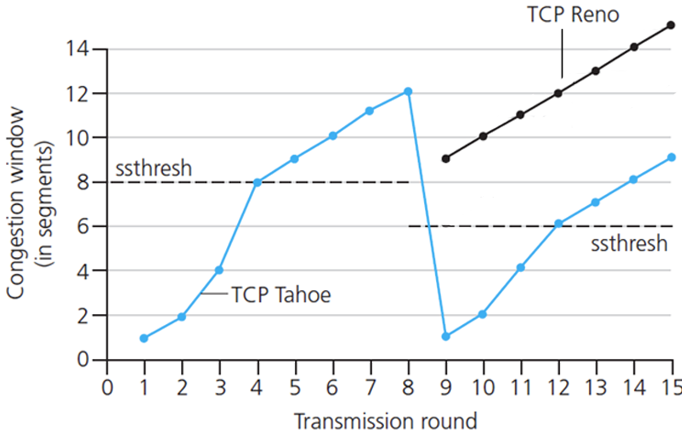 TCP Reno
14
12
10
8
6
4
2
0
ssthresh
ssthresh
TCP Tahoe
Congestion window
(in segments)
0 1 2 3 4 5 6 7 8 9 10 11 12 13 14 15
Transmission round